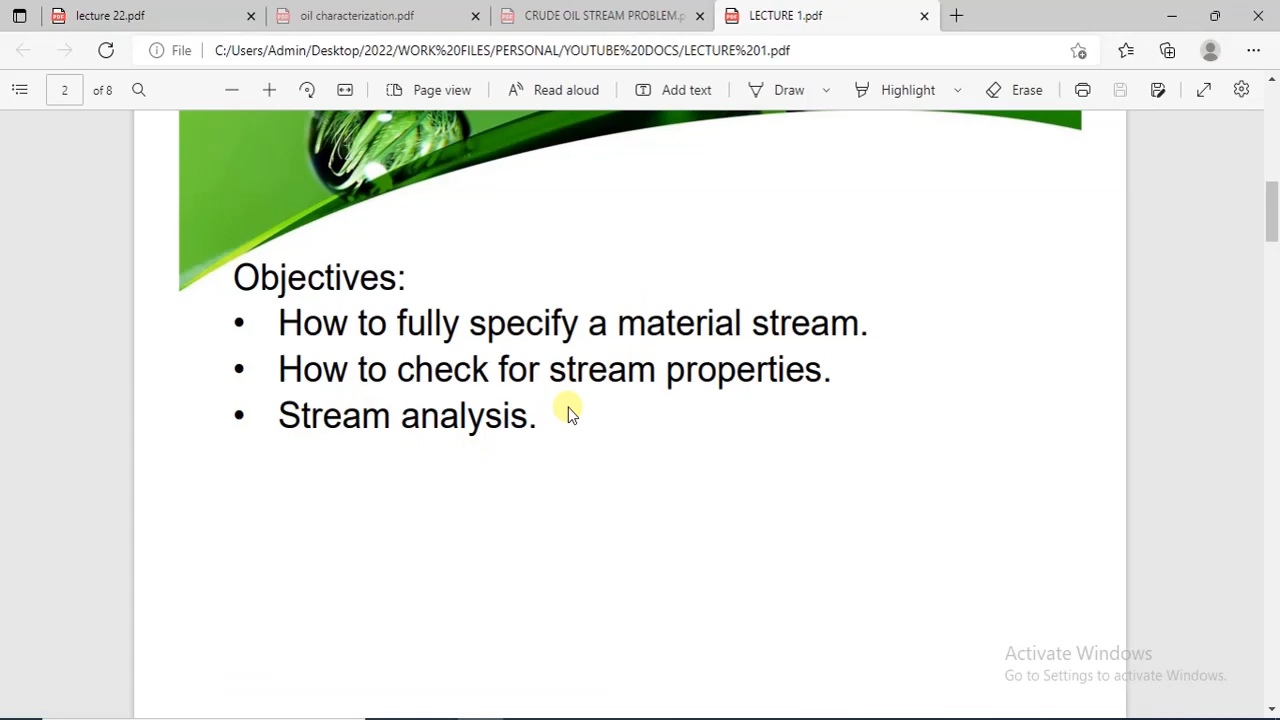 lecture 22.pdf
oil characterization.pdf
CRUDE OIL STREAM PROBLEM.p
LECTURE 1.pdf
File
C:/Users/Admin/Desktop/2022/WORK%20FILES/PERSONAL/YOUTUBE%20DOCS/LECTURE%201.pdf
2 of 8
Page view
Read aloud
Add text
Draw
Highlight
Erase
Objectives:
• How to fully specify a material stream.
• How to check for stream properties.
• Stream analysis.
Activate Windows
Go to Settings to activate Windows.